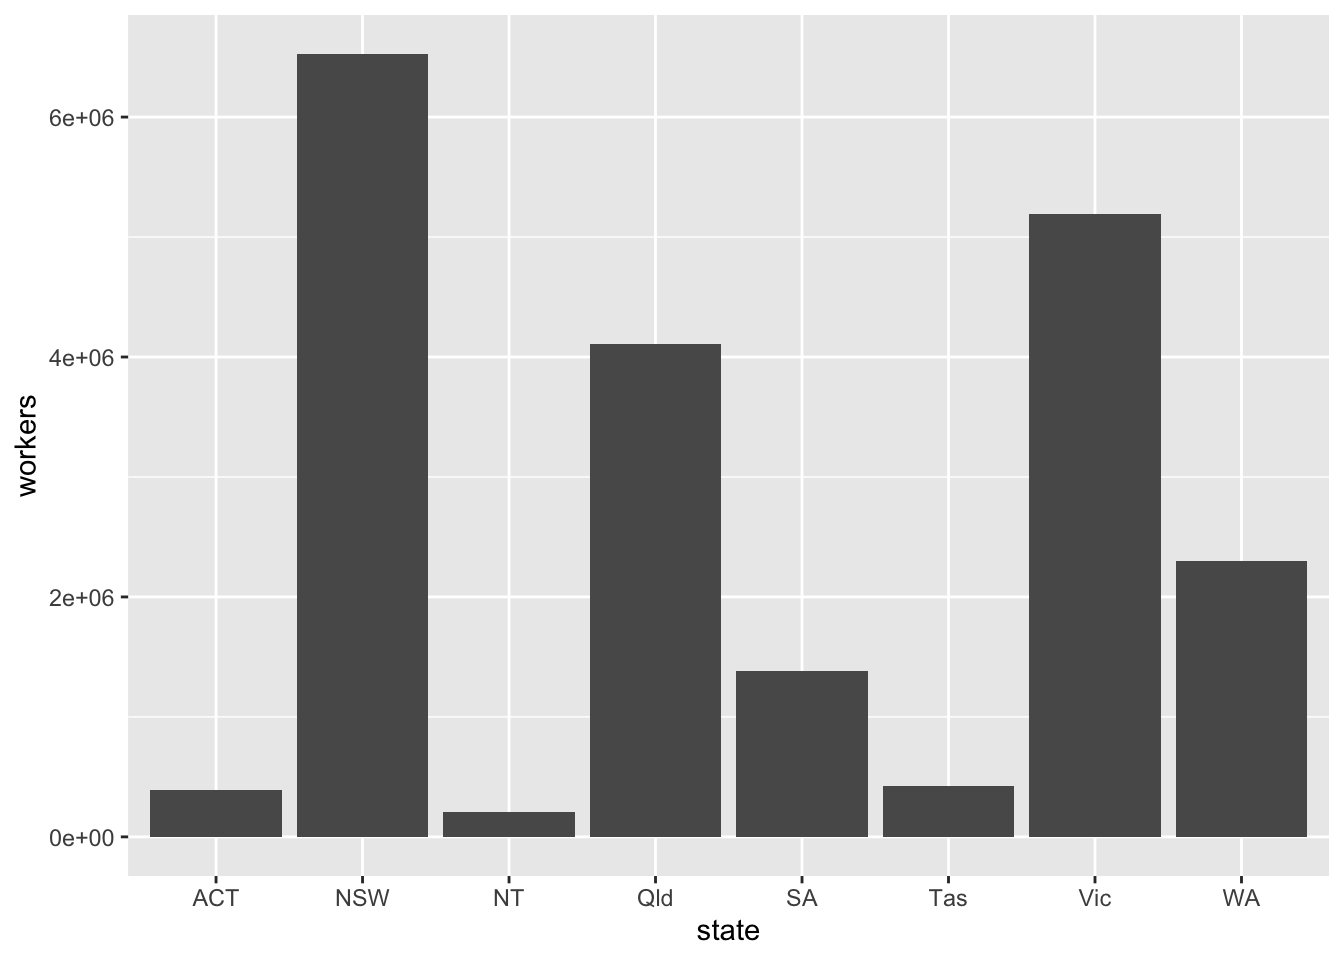 workers
6e+06
4e+06
2e+06
0e+00
ACT NSW NT Qld SA Tas Vic WA
state